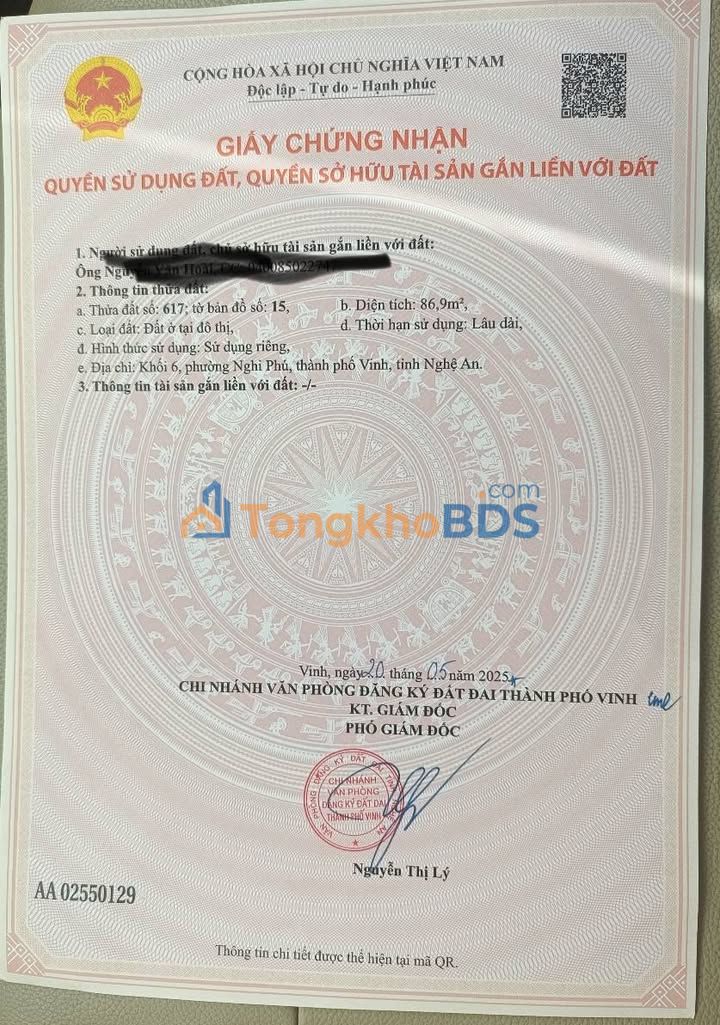 CỘNG HÒA XÃ HỘI CHỦ NGHĨA VIỆT NAM
Độc lập - Tự do - Hạnh phúc
GIẤY CHỨNG NHẬN
QUYỀN SỬ DỤNG ĐẤT, QUYỀN SỞ HỮU TÀI SẢN GẮN LIỀN VỚI ĐẤT
1. Người sử dụng đất, chủ sở hữu tài sản gắn liền với đất:
Ông
2. Thông tin thửa đất:
a. Thửa đất số: 617; tờ bản đồ số: 15, b. Diện tích: 86,9m²,
c. Loại đất: Đất ở tại đô thị, d. Thời hạn sử dụng: Lâu dài,
đ. Hình thức sử dụng: Sử dụng riêng,
e. Địa chỉ: Khối 6, phường Nghi Phú, thành phố Vinh, tỉnh Nghệ An.
3. Thông tin tài sản gắn liền với đất: -/-
TongkhoBDS.com
Vinh, ngày 20 tháng 05 năm 2025
CHI NHÁNH VĂN PHÒNG ĐĂNG KÝ ĐẤT ĐAI THÀNH PHỐ VINH
KT. GIÁM ĐỐC
PHÓ GIÁM ĐỐC
CHI NHÁNH
VĂN PHÒNG
ĐĂNG KÝ ĐẤT ĐAI
THÀNH PHỐ VINH
Nguyễn Thị Lý
AA 02550129
Thông tin chi tiết được thể hiện tại mã QR.